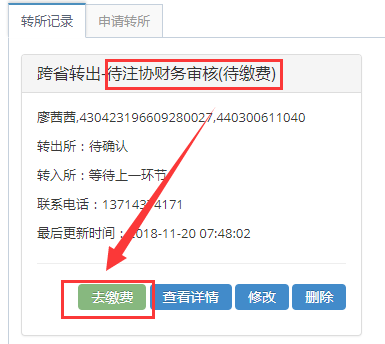 转所记录 申请转所
跨省转出-待注协财务审核(待缴费)
廖茜茜,430423196609280027,440300611040
转出所：待确认
转入所：等待上一环节
联系电话：13714374171
最后更新时间：2018-11-20 07:48:02
去缴费 查看详情 修改 删除